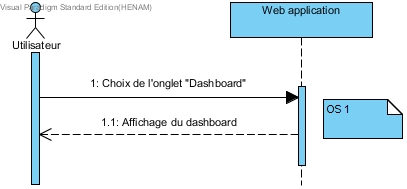 Visual Paradigm Standard Edition(HENAM)
Web application
Utilisateur
1: Choix de l'onglet "Dashboard"
OS 1
1.1: Affichage du dashboard